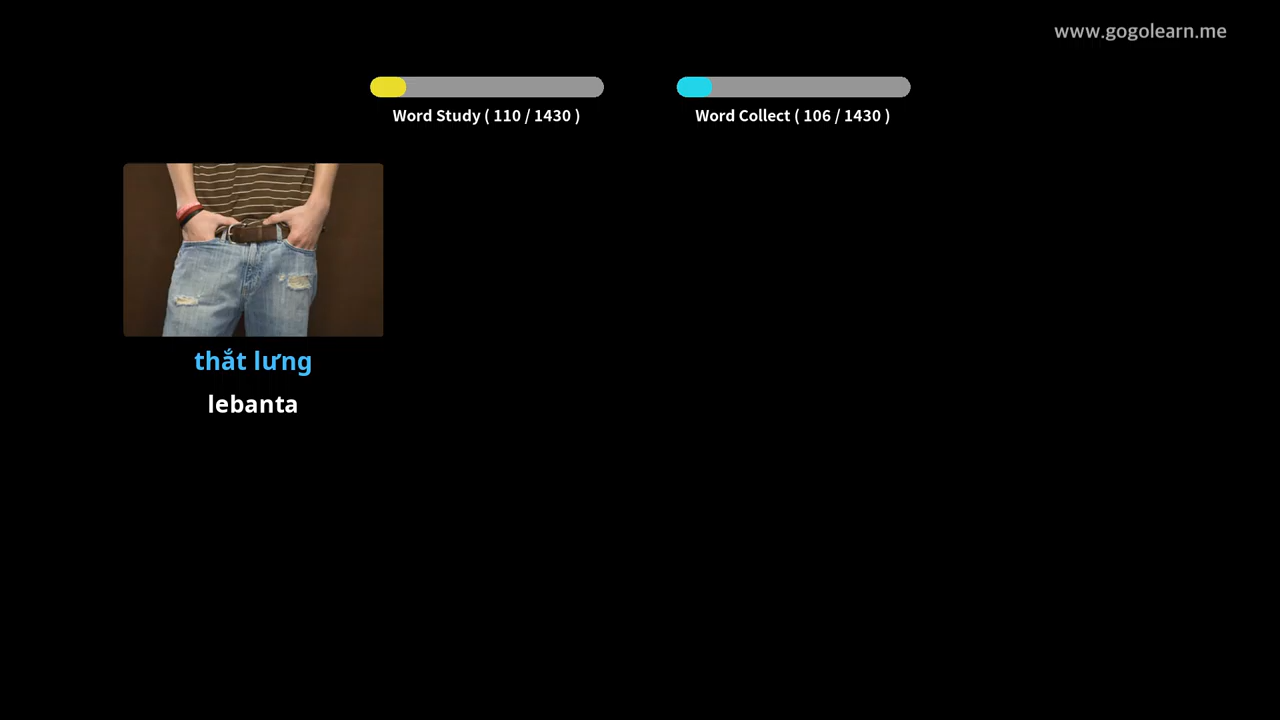 www.gogolearn.me
Word Study ( 110 / 1430 )
Word Collect ( 106 / 1430 )
thắt lưng
lebanta